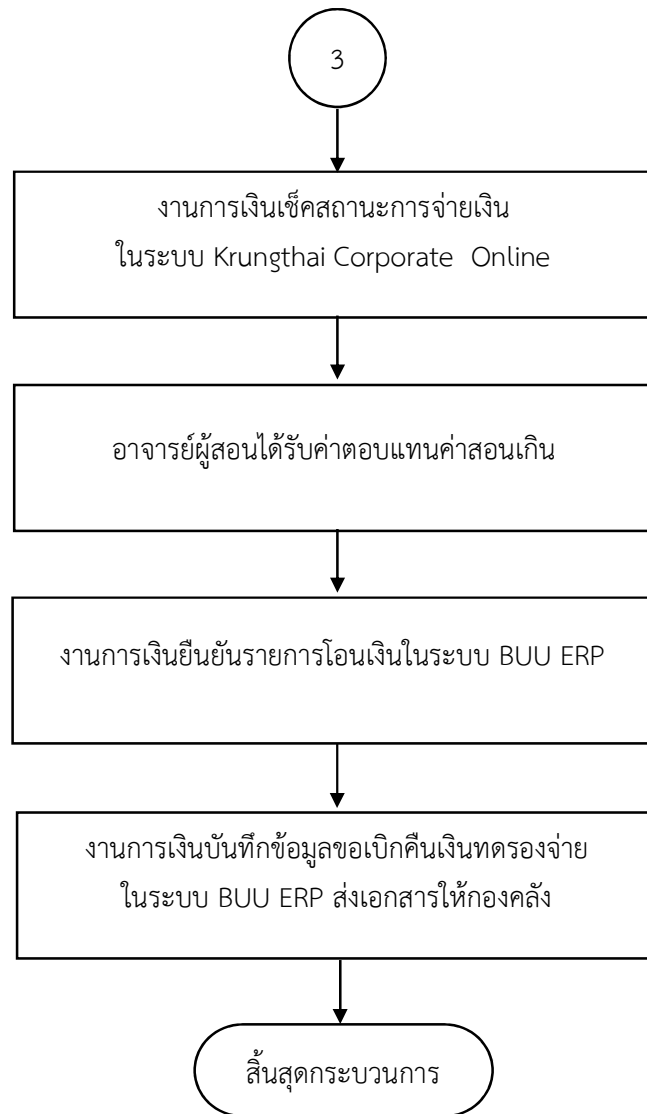 3
งานการเงินเช็คสถานะการจ่ายเงิน
ในระบบ Krungthai Corporate Online
อาจารย์ผู้สอนได้รับค่าตอบแทนค่าสอนเกิน
งานการเงินยืนยันรายการโอนเงินในระบบ BUU ERP
งานการเงินบันทึกข้อมูลขอเบิกคืนเงินทดรองจ่าย
ในระบบ BUU ERP ส่งเอกสารให้กองคลัง
สิ้นสุดกระบวนการ